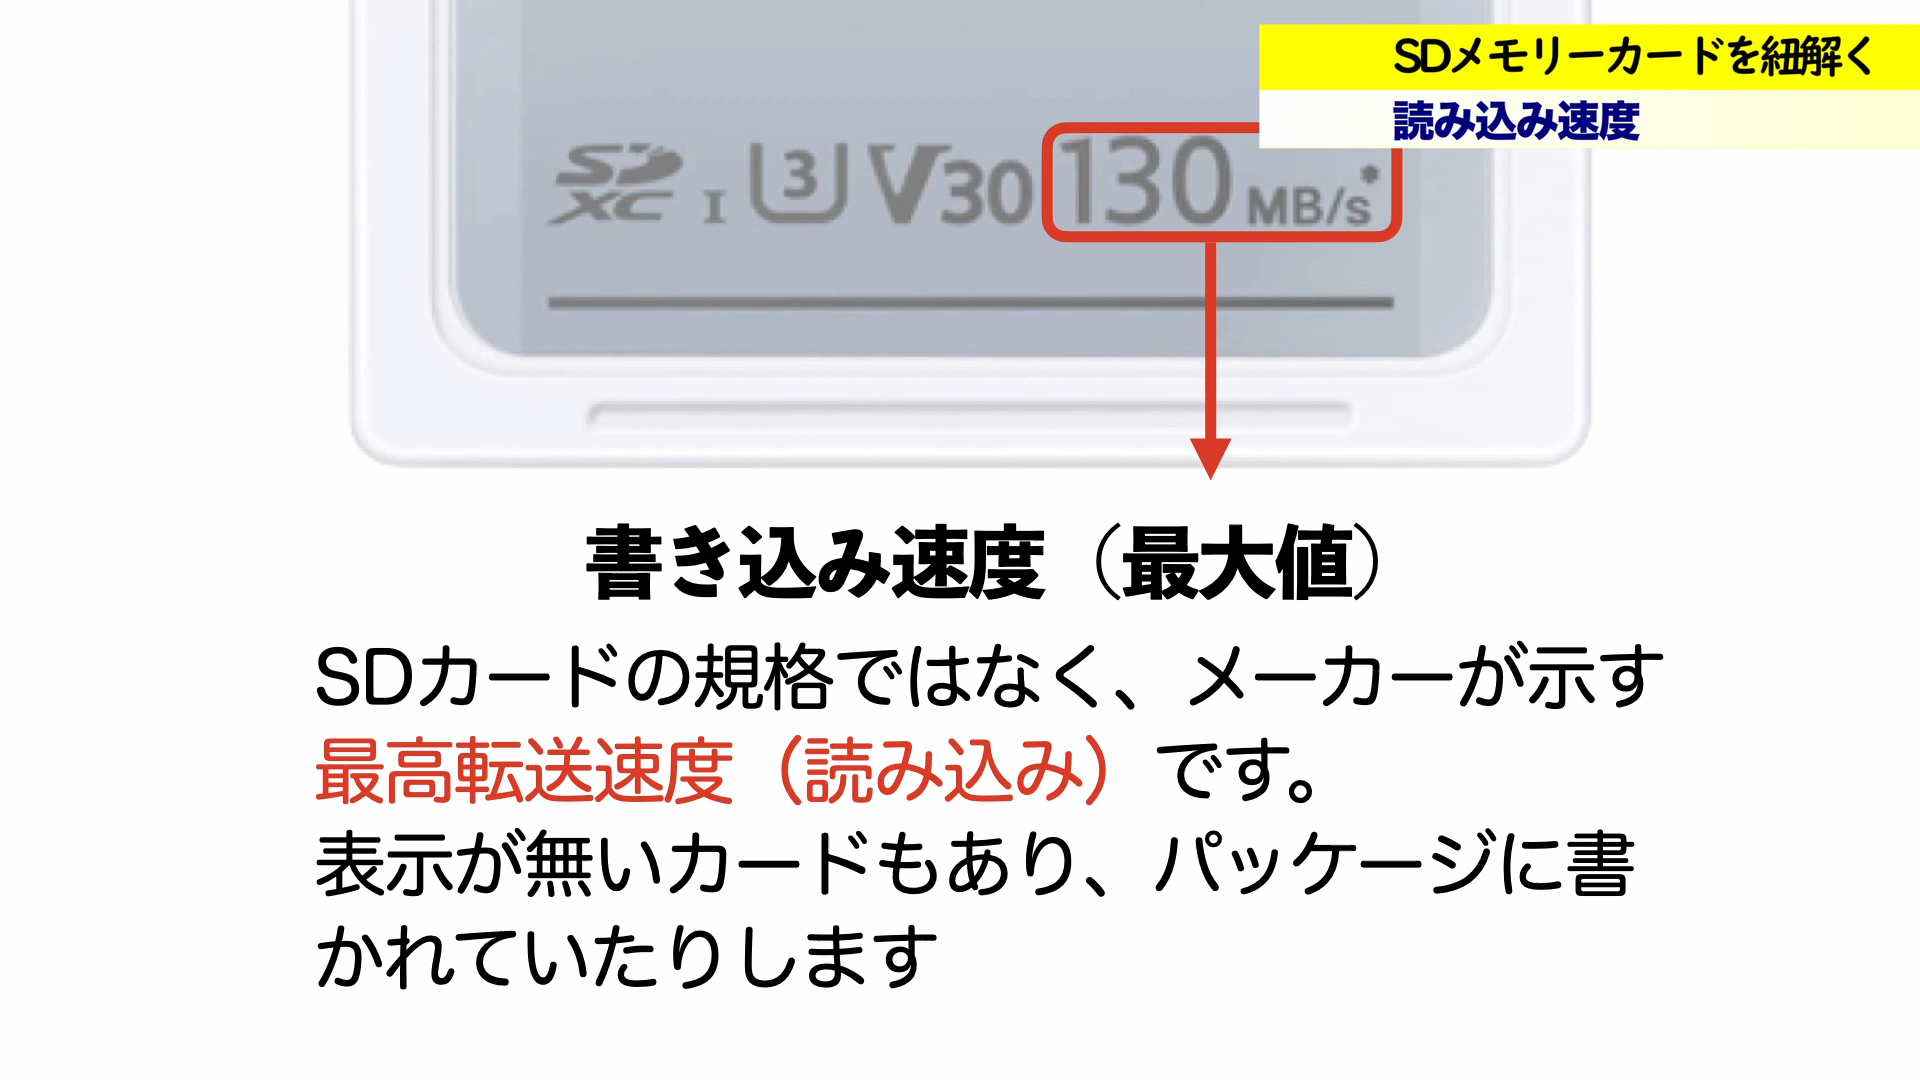 SDメモリーカードを紐解く
読み込み速度
SD XC I 3 V30 130 MB/s*
書き込み速度（最大値）
SDカードの規格ではなく、メーカーが示す
最高転送速度（読み込み）です。
表示が無いカードもあり、パッケージに書
かれていたりします